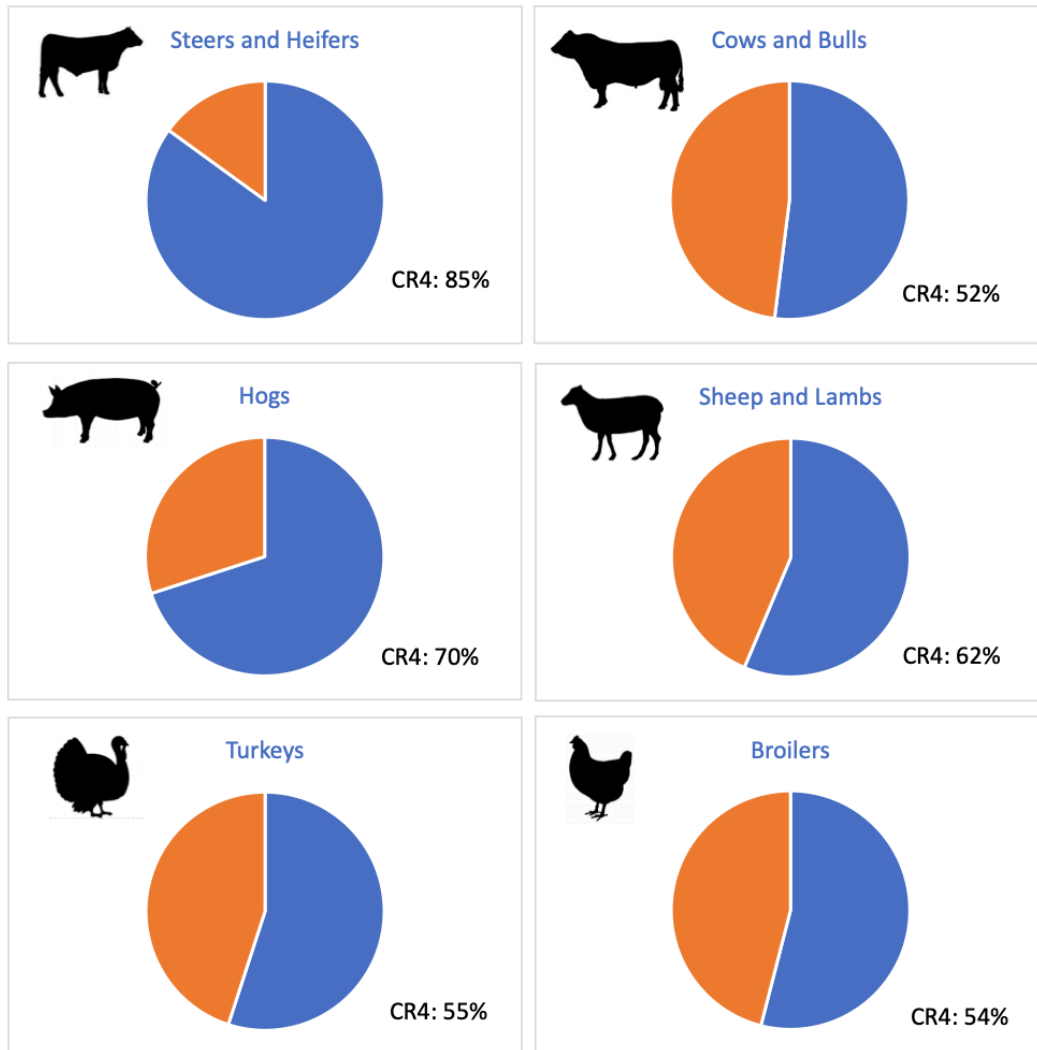 Steers and Heifers
CR4: 85%
Cows and Bulls
CR4: 52%
Hogs
CR4: 70%
Sheep and Lambs
CR4: 62%
Turkeys
CR4: 55%
Broilers
CR4: 54%